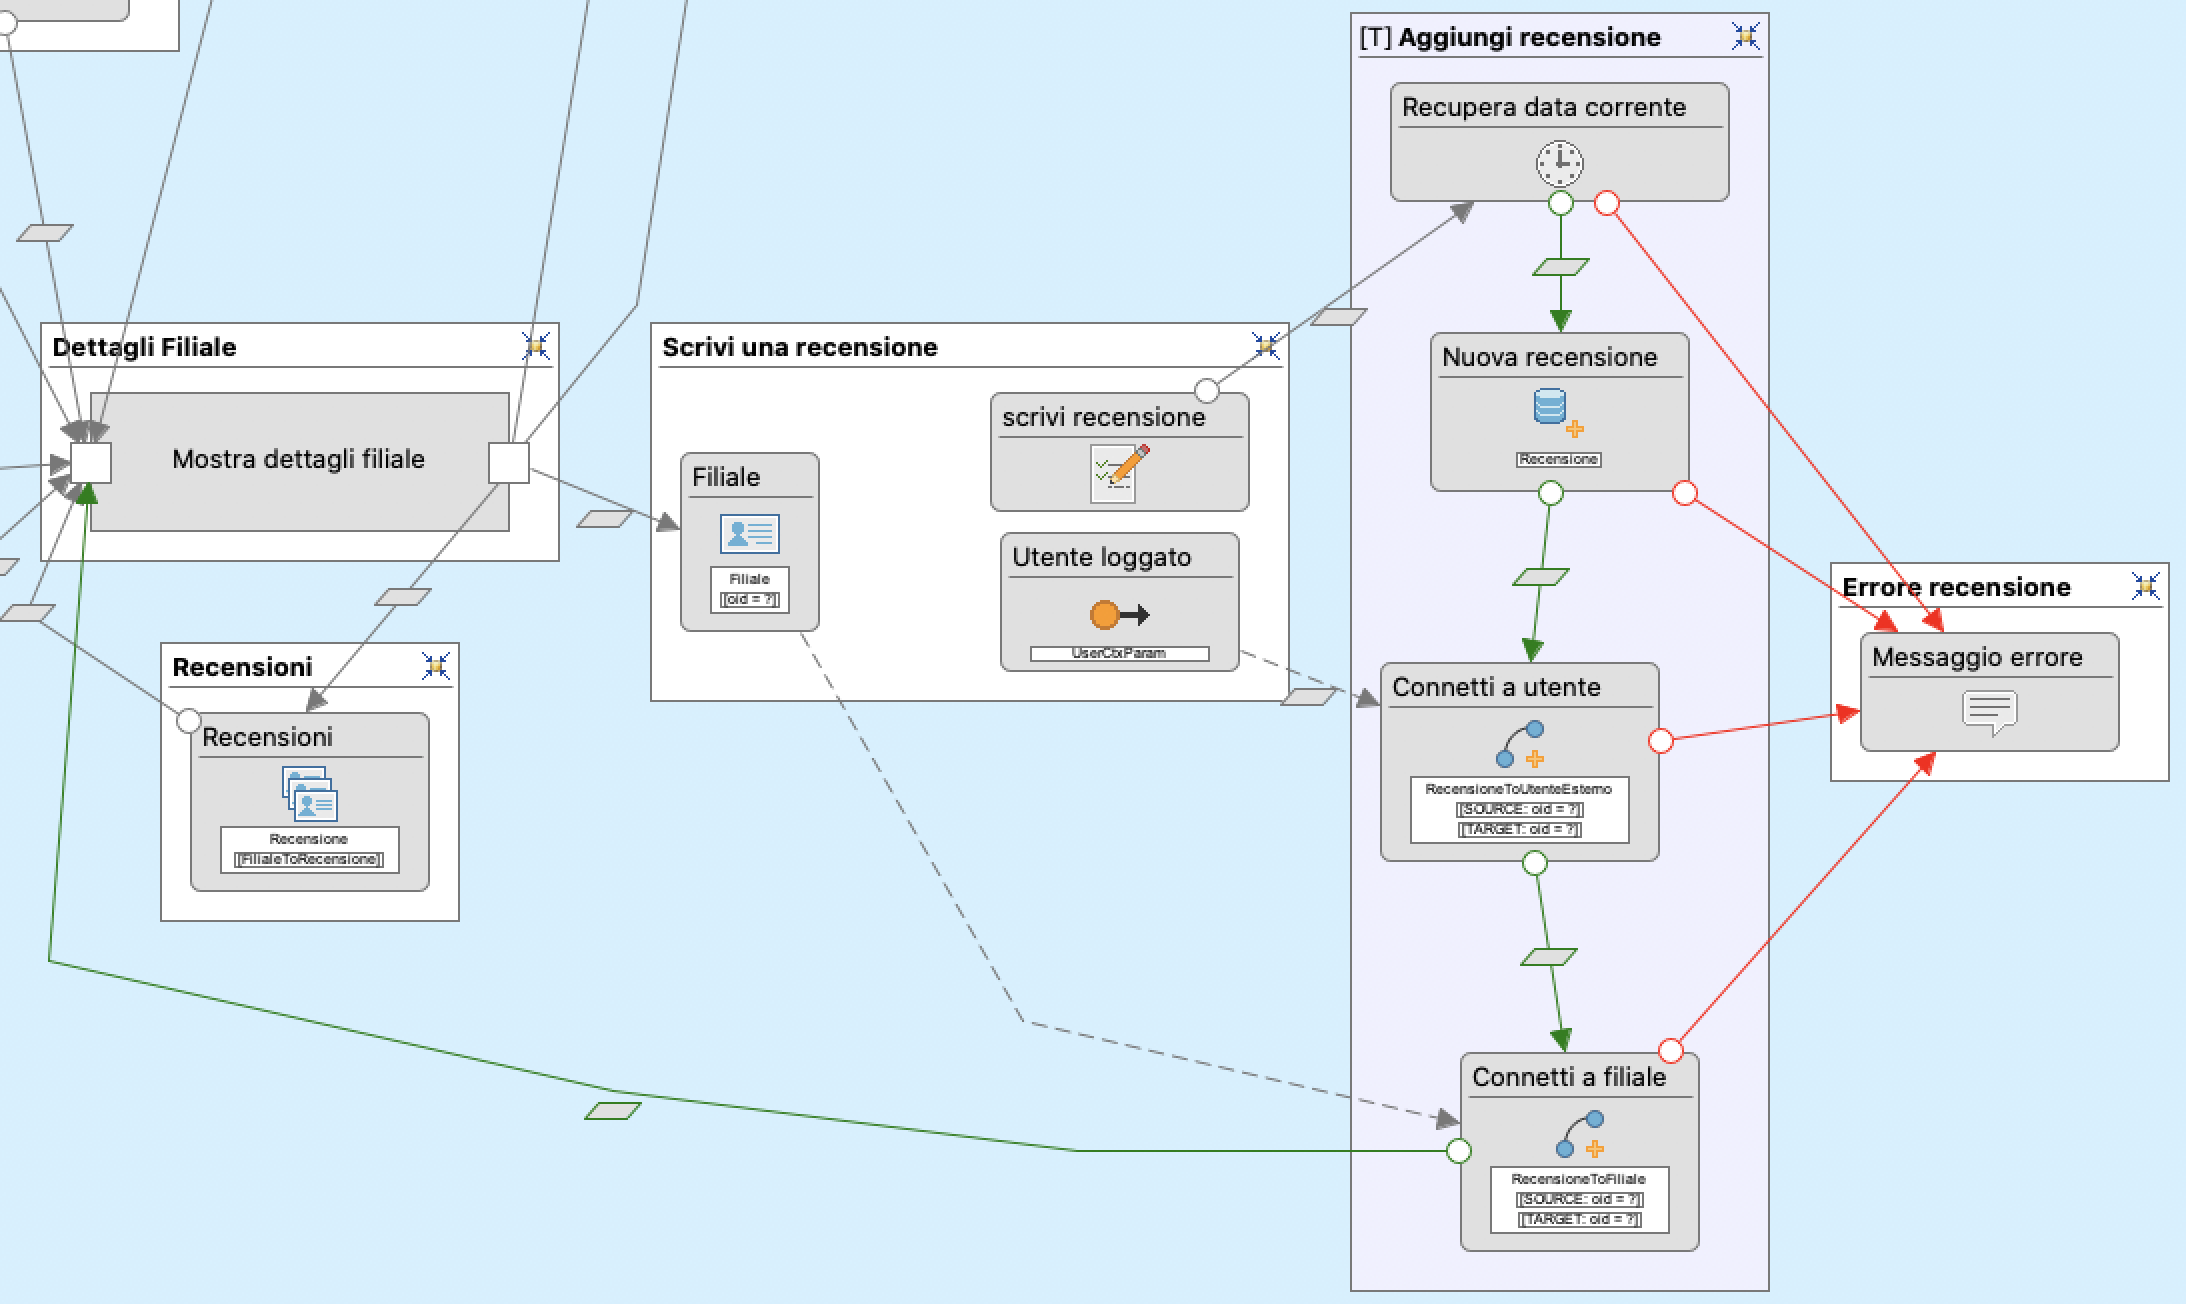 [T] Aggiungi recensione
Recupera data corrente
Dettagli Filiale
Mostra dettagli filiale
Scrivi una recensione
scrivi recensione
Filiale
Filiale
[oid = ?]
Utente loggato
UserCtxParam
Nuova recensione
Recensione
Errore recensione
Messaggio errore
Recensioni
Recensioni
Recensione
[FilialeToRecensione]
Connetti a utente
RecensioneToUtenteEsterno
[SOURCE: oid = ?]
[TARGET: oid = ?]
Connetti a filiale
RecensioneToFiliale
[SOURCE: oid = ?]
[TARGET: oid = ?]